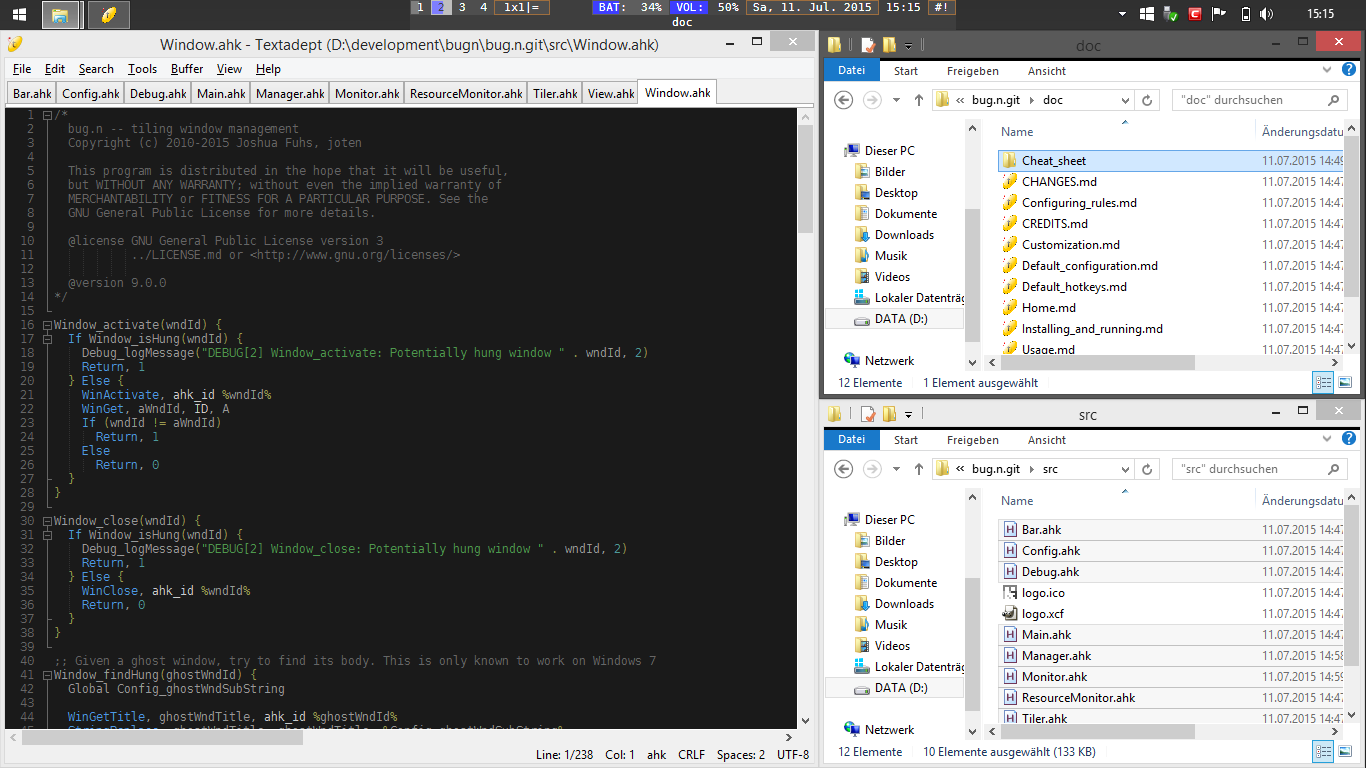 1 2 3 4 1x1|= BAT: 34% VOL: 50% Sa, 11. Jul. 2015 15:15 #!
doc
15:15
Window.ahk - Textadept (D:\development\bugn\bug.n.git\src\Window.ahk)
File Edit Search Tools Buffer View Help
Bar.ahk Config.ahk Debug.ahk Main.ahk Manager.ahk Monitor.ahk ResourceMonitor.ahk Tiler.ahk View.ahk Window.ahk
1 /*
2 bug.n -- tiling window management
3 Copyright (c) 2010-2015 Joshua Fuhs, joten
4
5 This program is distributed in the hope that it will be useful,
6 but WITHOUT ANY WARRANTY; without even the implied warranty of
7 MERCHANTABILITY or FITNESS FOR A PARTICULAR PURPOSE. See the
8 GNU General Public License for more details.
9
10 @license GNU General Public License version 3
11 ../LICENSE.md or <http://www.gnu.org/licenses/>
12
13 @version 9.0.0
14 */
15
16 Window_activate(wndId) {
17 If Window_isHung(wndId) {
18 Debug_logMessage("DEBUG[2] Window_activate: Potentially hung window " . wndId, 2)
19 Return, 1
20 } Else {
21 WinActivate, ahk_id %wndId%
22 WinGet, aWndId, ID, A
23 If (wndId != aWndId)
24 Return, 1
25 Else
26 Return, 0
27 }
28 }
29
30 Window_close(wndId) {
31 If Window_isHung(wndId) {
32 Debug_logMessage("DEBUG[2] Window_close: Potentially hung window " . wndId, 2)
33 Return, 1
34 } Else {
35 WinClose, ahk_id %wndId%
36 Return, 0
37 }
38 }
39
40 ;; Given a ghost window, try to find its body. This is only known to work on Windows 7
41 Window_findHung(ghostWndId) {
42 Global Config_ghostWndSubString
43
44 WinGetTitle, ghostWndTitle, ahk_id %ghostWndId%
Line: 1/238 Col: 1 ahk CRLF Spaces: 2 UTF-8
doc
Datei Start Freigeben Ansicht
« bug.n.git doc "doc" durchsuchen
Name Änderungsdatu
Dieser PC
Bilder
Desktop
Dokumente
Downloads
Musik
Videos
Lokaler Datenträg
DATA (D:)
Netzwerk
Cheat_sheet 11.07.2015 14:49
CHANGES.md 11.07.2015 14:47
Configuring_rules.md 11.07.2015 14:47
CREDITS.md 11.07.2015 14:47
Customization.md 11.07.2015 14:47
Default_configuration.md 11.07.2015 14:47
Default_hotkeys.md 11.07.2015 14:47
Home.md 11.07.2015 14:47
Installing_and_running.md 11.07.2015 14:47
Usage.md 11.07.2015 14:47
12 Elemente 1 Element ausgewählt
src
Datei Start Freigeben Ansicht
« bug.n.git src "src" durchsuchen
Name Änderungsdatu
Dieser PC
Bilder
Desktop
Dokumente
Downloads
Musik
Videos
Lokaler Datenträg
DATA (D:)
Netzwerk
Bar.ahk 11.07.2015 14:47
Config.ahk 11.07.2015 14:47
Debug.ahk 11.07.2015 14:47
logo.ico 11.07.2015 14:47
logo.xcf 11.07.2015 14:47
Main.ahk 11.07.2015 14:47
Manager.ahk 11.07.2015 14:58
Monitor.ahk 11.07.2015 14:59
ResourceMonitor.ahk 11.07.2015 14:47
Tiler.ahk 11.07.2015 14:47
12 Elemente 10 Elemente ausgewählt (133 KB)